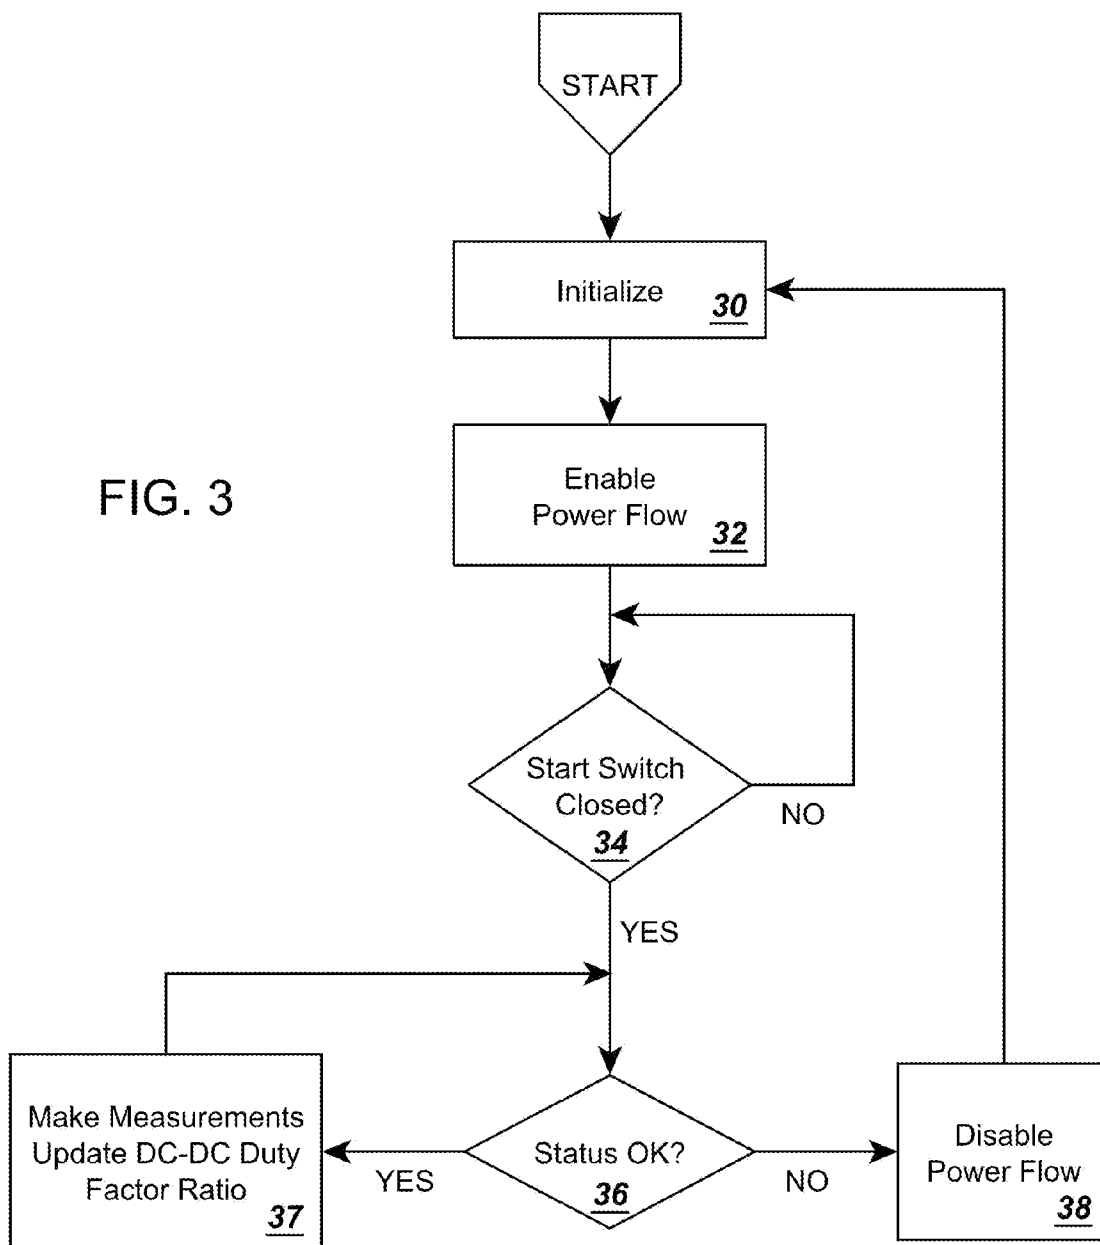 START
Initialize
30
FIG. 3
Enable
Power Flow
32
Start Switch
Closed?
34
NO
YES
Make Measurements
Update DC-DC Duty
Factor Ratio
37
YES
Status OK?
36
NO
Disable
Power Flow
38